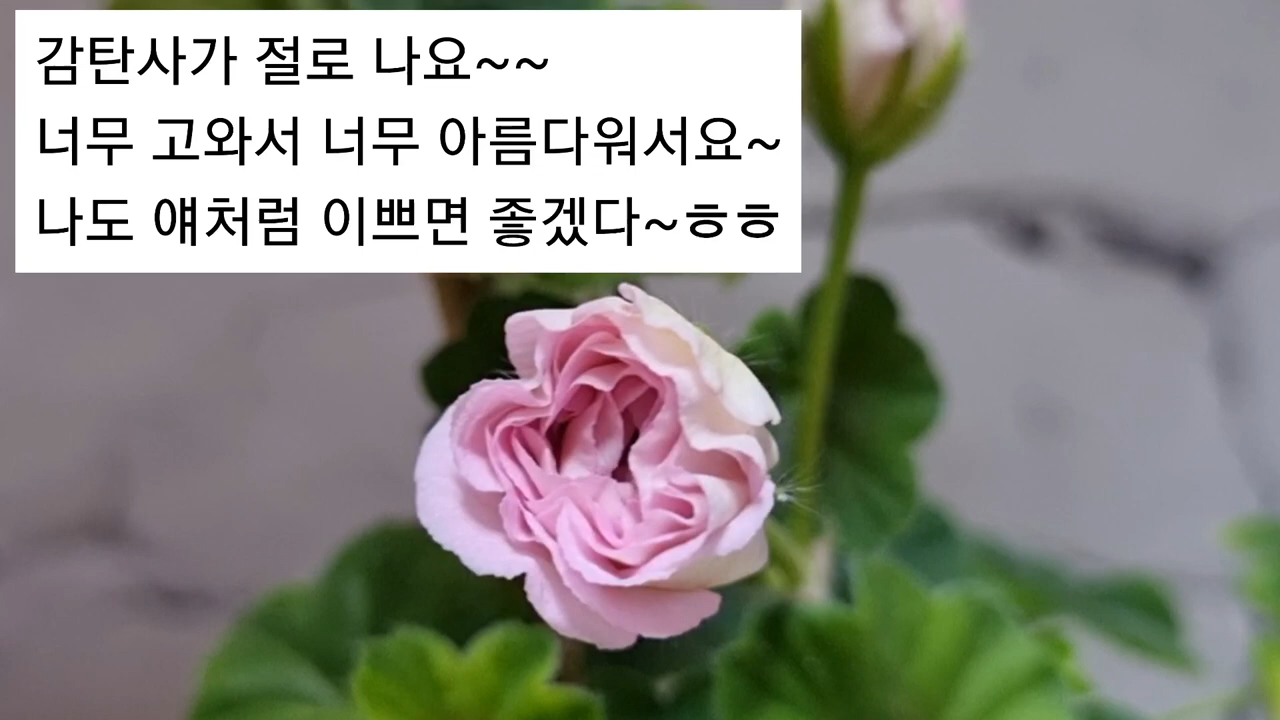 감탄사가 절로 나요~~
너무 고와서 너무 아름다워서요~
나도 얘처럼 이쁘면 좋겠다~ㅎㅎ